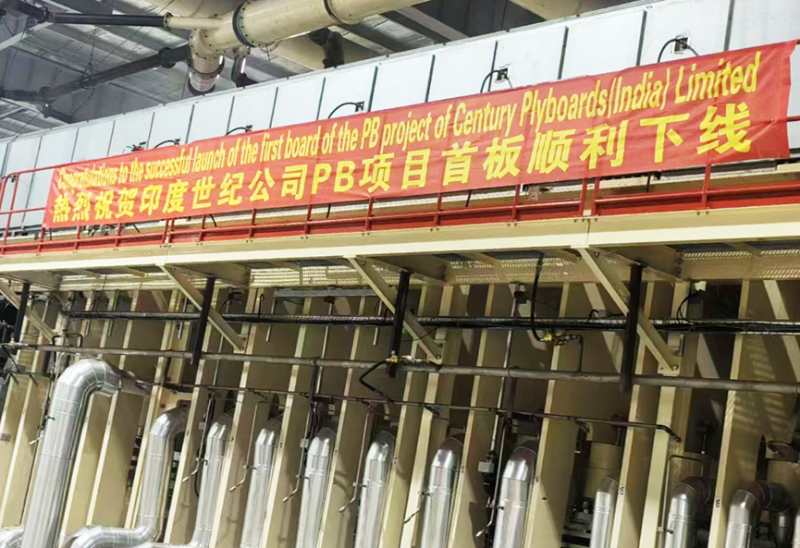 Congratulations to the successful launch of the first board of the PB project of Century Plyboards(India) Limited
熱烈祝贺印度世纪公司PB项目首板顺利下线